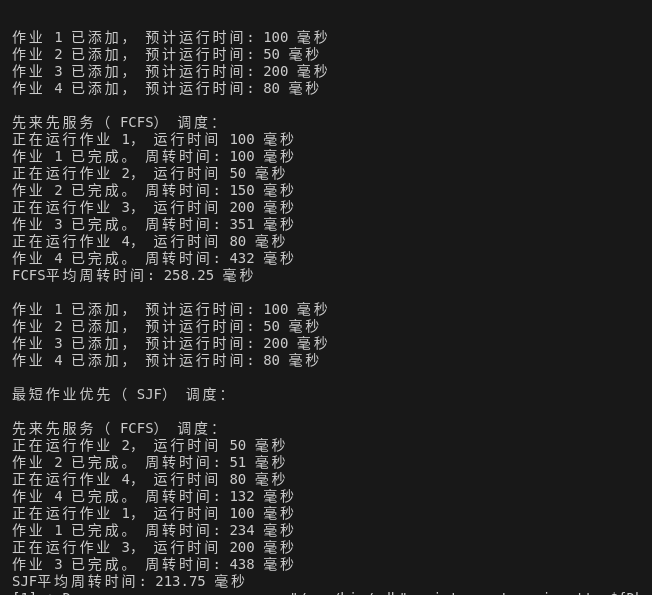 作业 1 已添加， 预计运行时间: 100 毫秒
作业 2 已添加， 预计运行时间: 50 毫秒
作业 3 已添加， 预计运行时间: 200 毫秒
作业 4 已添加， 预计运行时间: 80 毫秒
先来先服务（ FCFS） 调度:
正在运行作业 1， 运行时间 100 毫秒
作业 1 已完成。 周转时间: 100 毫秒
正在运行作业 2， 运行时间 50 毫秒
作业 2 已完成。 周转时间: 150 毫秒
正在运行作业 3， 运行时间 200 毫秒
作业 3 已完成。 周转时间: 351 毫秒
正在运行作业 4， 运行时间 80 毫秒
作业 4 已完成。 周转时间: 432 毫秒
FCFS平均周转时间: 258.25 毫秒
作业 1 已添加， 预计运行时间: 100 毫秒
作业 2 已添加， 预计运行时间: 50 毫秒
作业 3 已添加， 预计运行时间: 200 毫秒
作业 4 已添加， 预计运行时间: 80 毫秒
最短作业优先（ SJF） 调度:
先来先服务（ FCFS） 调度:
正在运行作业 2， 运行时间 50 毫秒
作业 2 已完成。 周转时间: 51 毫秒
正在运行作业 4， 运行时间 80 毫秒
作业 4 已完成。 周转时间: 132 毫秒
正在运行作业 1， 运行时间 100 毫秒
作业 1 已完成。 周转时间: 234 毫秒
正在运行作业 3， 运行时间 200 毫秒
作业 3 已完成。 周转时间: 438 毫秒
SJF平均周转时间: 213.75 毫秒